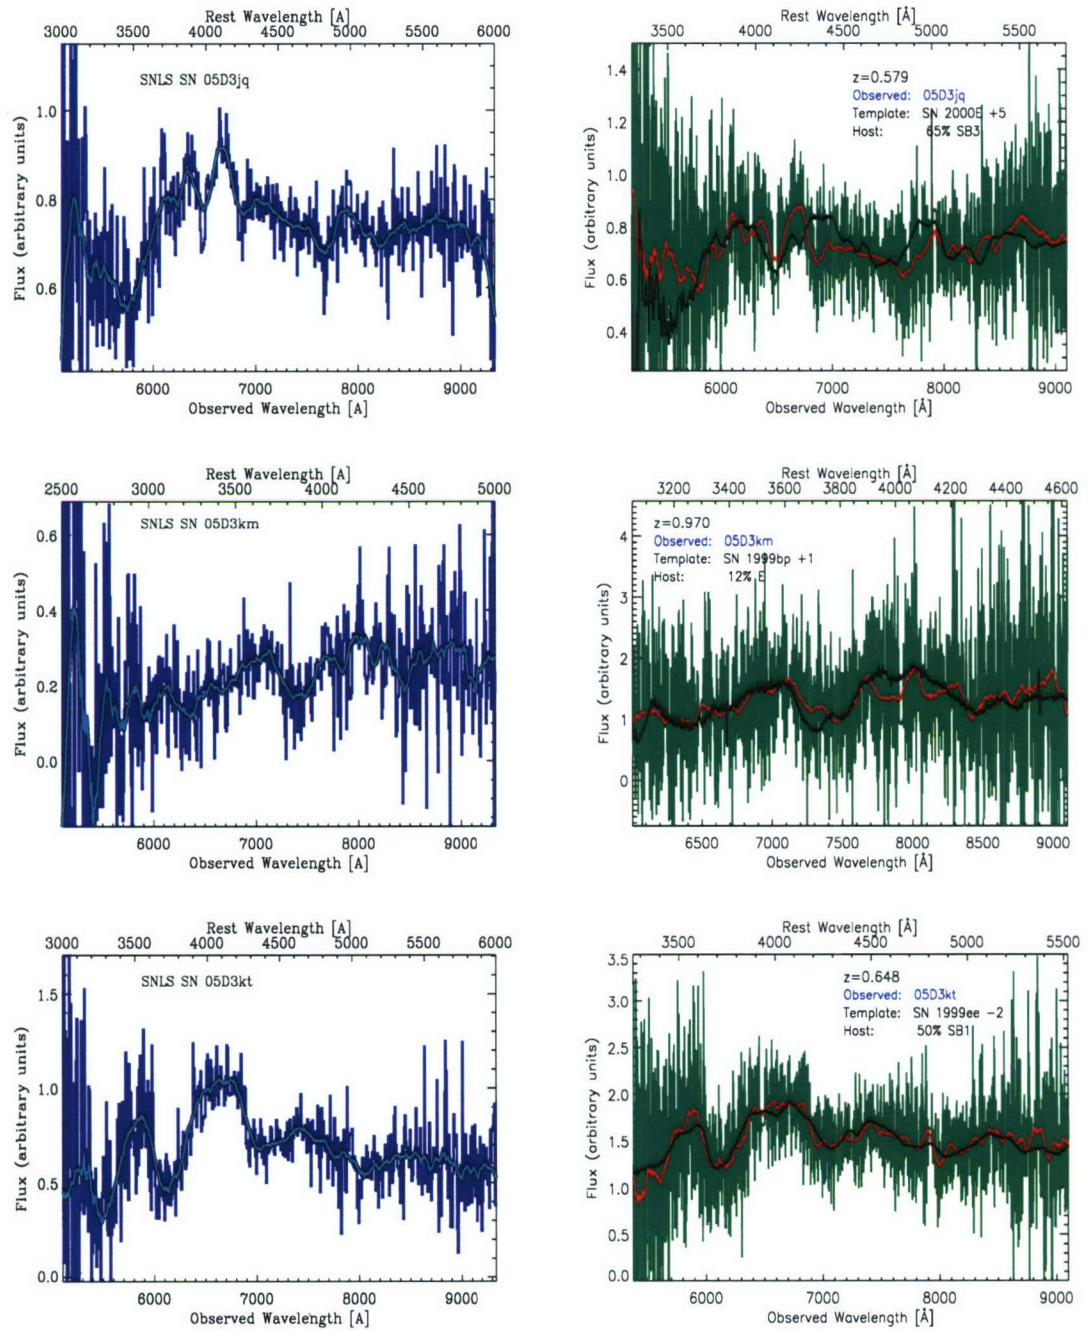 Rest Wavelength [A]
3000 3500 4000 4500 5000 5500 6000
SNLS SN 05D3jq
1.0
0.8
0.6
Flux (arbitrary units)
6000 7000 8000 9000
Observed Wavelength [A]
Rest Wavelength [Å]
3500 4000 4500 5000 5500
z=0.579
Observed: 05D3jq
Template: SN 2000E +5
Host: 65% SB3
1.4
1.2
1.0
0.8
0.6
0.4
Flux (arbitrary units)
6000 7000 8000 9000
Observed Wavelength [Å]
Rest Wavelength [A]
2500 3000 3500 4000 4500 5000
SNLS SN 05D3km
0.6
0.4
0.2
0.0
Flux (arbitrary units)
6000 7000 8000 9000
Observed Wavelength [A]
Rest Wavelength [Å]
3200 3400 3600 3800 4000 4200 4400 4600
z=0.970
Observed: 05D3km
Template: SN 1999bp +1
Host: 12% E
4
3
2
1
0
Flux (arbitrary units)
6500 7000 7500 8000 8500 9000
Observed Wavelength [Å]
Rest Wavelength [A]
3000 3500 4000 4500 5000 5500 6000
SNLS SN 05D3kt
1.5
1.0
0.5
0.0
Flux (arbitrary units)
6000 7000 8000 9000
Observed Wavelength [A]
Rest Wavelength [Å]
3500 4000 4500 5000 5500
z=0.648
Observed: 05D3kt
Template: SN 1999ee -2
Host: 50% SB1
3.5
3.0
2.5
2.0
1.5
1.0
0.5
0.0
Flux (arbitrary units)
6000 7000 8000 9000
Observed Wavelength [Å]